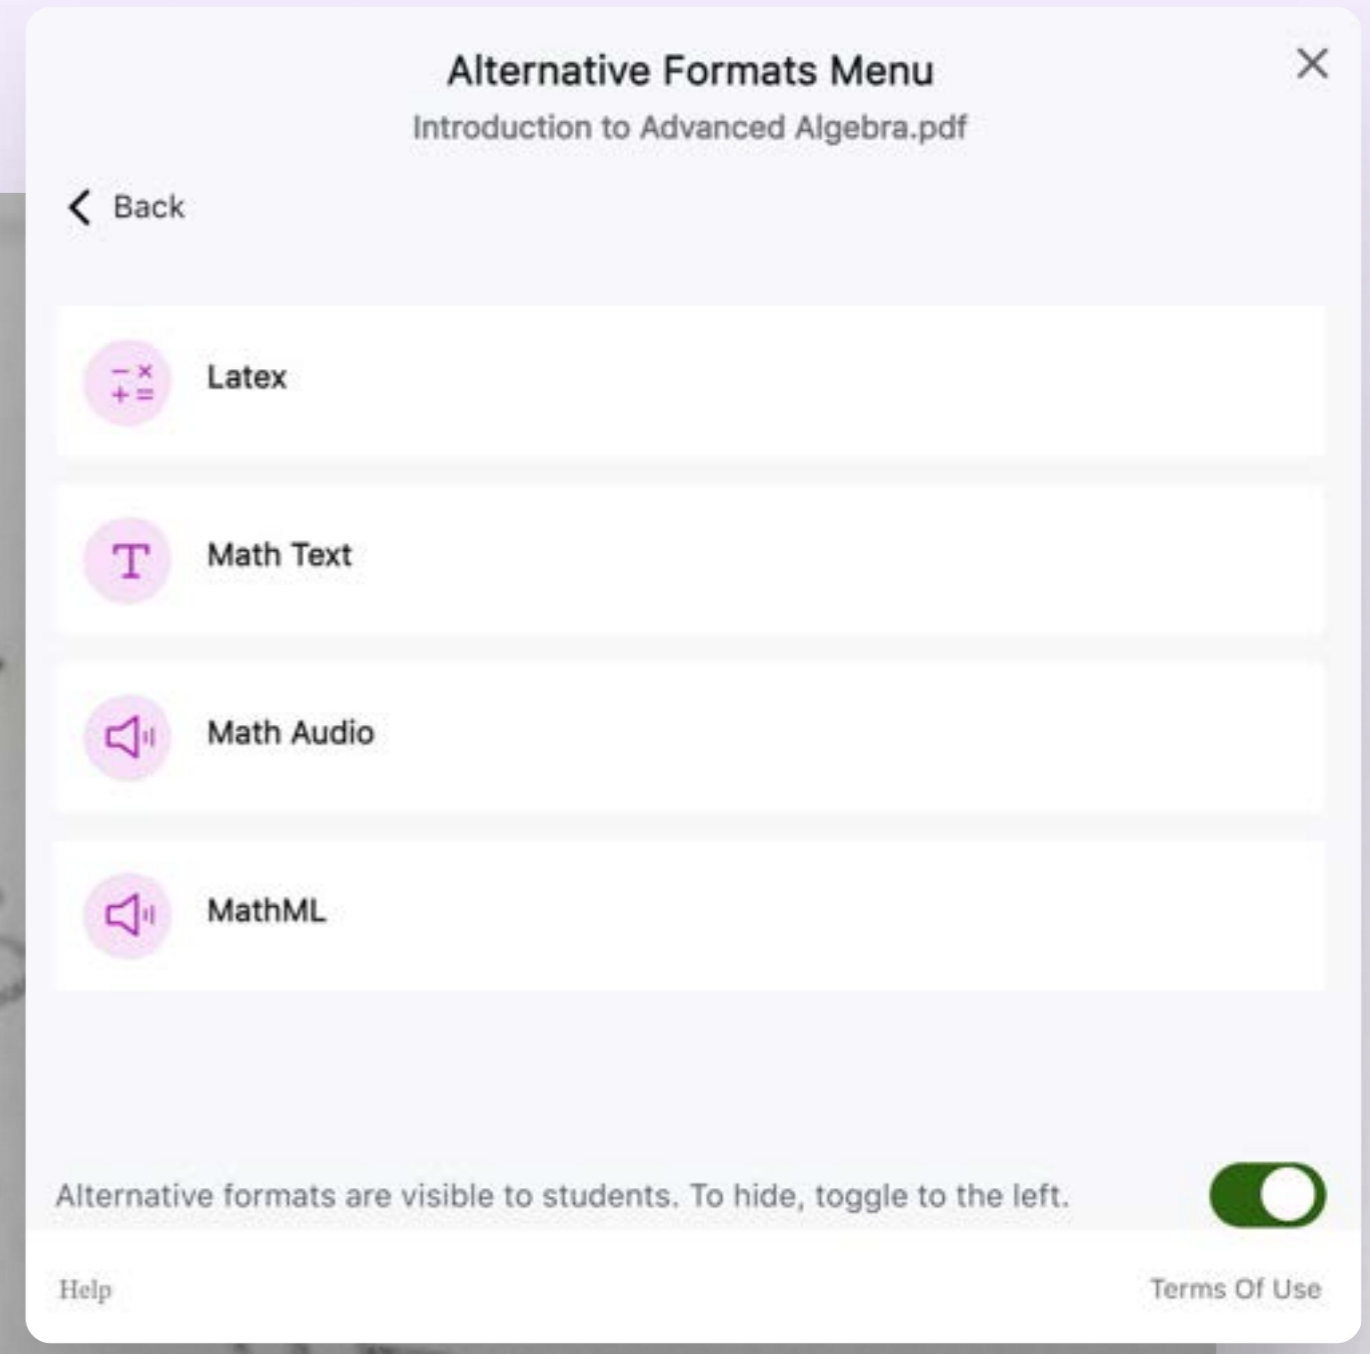 Alternative Formats Menu
Introduction to Advanced Algebra.pdf
Back
Latex
Math Text
Math Audio
MathML
Alternative formats are visible to students. To hide, toggle to the left.
Help
Terms Of Use